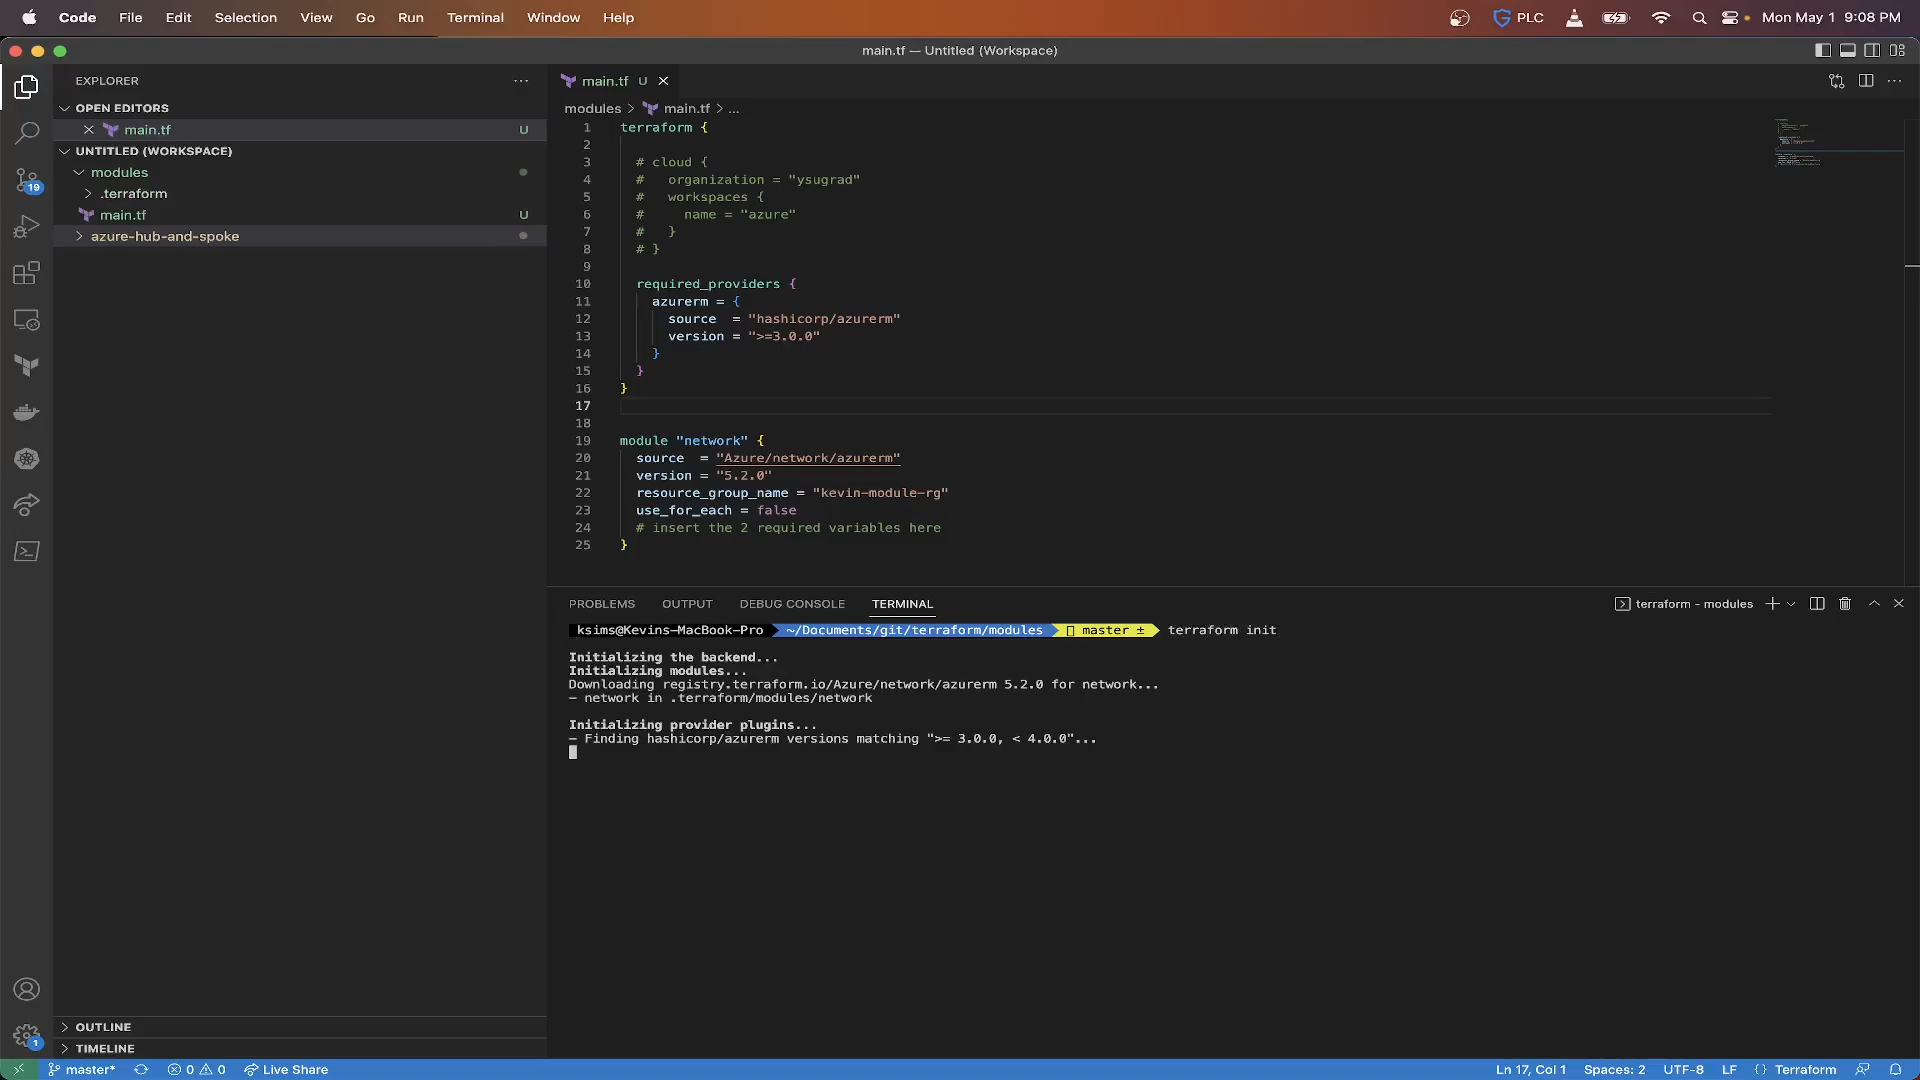 Code File Edit Selection View Go Run Terminal Window Help PLC Mon May 1 9:08 PM
main.tf — Untitled (Workspace)
EXPLORER
OPEN EDITORS
main.tf U
UNTITLED (WORKSPACE)
modules
.terraform
main.tf U
azure-hub-and-spoke
19
OUTLINE
TIMELINE
1
main.tf U
modules > main.tf > ...
1 terraform {
2
3 # cloud {
4 #   organization = "ysugrad"
5 #   workspaces {
6 #     name = "azure"
7 #   }
8 # }
9
10 required_providers {
11 azurerm = {
12 source  = "hashicorp/azurerm"
13 version = ">=3.0.0"
14 }
15 }
16 }
17
18
19 module "network" {
20 source  = "Azure/network/azurerm"
21 version = "5.2.0"
22 resource_group_name = "kevin-module-rg"
23 use_for_each = false
24 # insert the 2 required variables here
25 }
PROBLEMS OUTPUT DEBUG CONSOLE TERMINAL terraform - modules
ksims@Kevins-MacBook-Pro ~/Documents/git/terraform/modules master ± terraform init
Initializing the backend...
Initializing modules...
Downloading registry.terraform.io/Azure/network/azurerm 5.2.0 for network...
- network in .terraform/modules/network
Initializing provider plugins...
- Finding hashicorp/azurerm versions matching ">= 3.0.0, < 4.0.0"...
master* 0 0 Live Share Ln 17, Col 1 Spaces: 2 UTF-8 LF {} Terraform